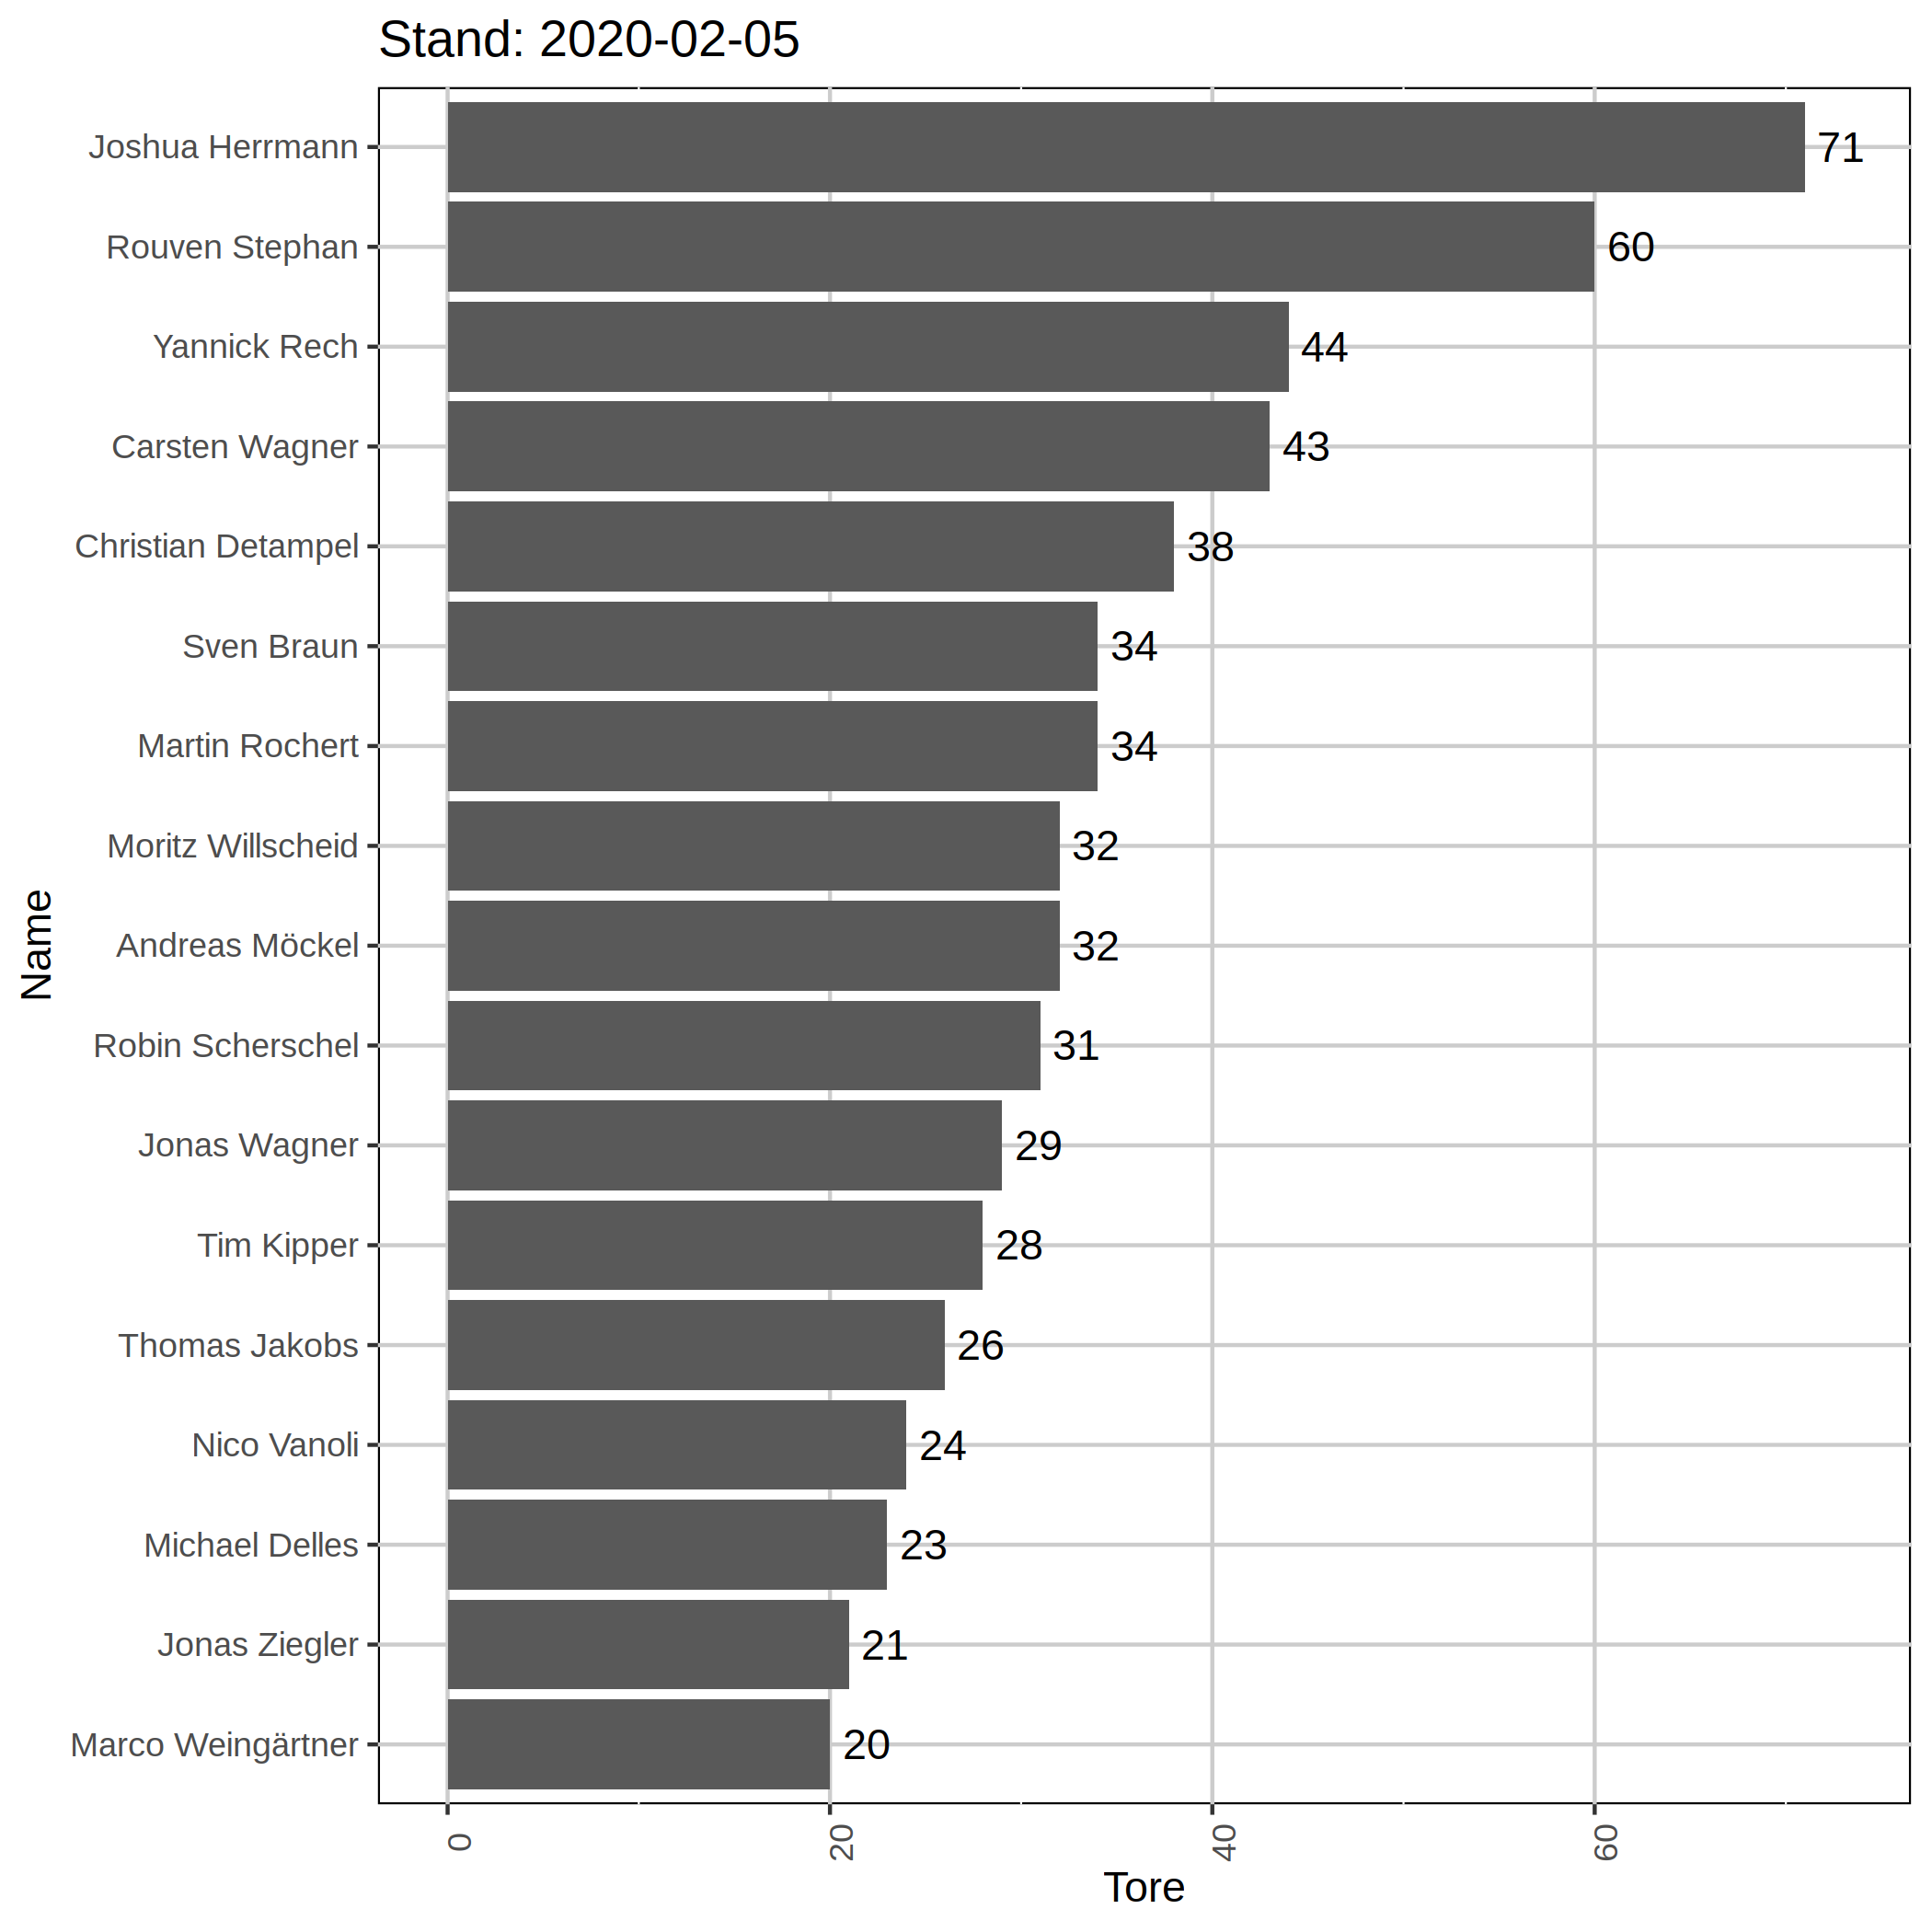 Stand: 2020-02-05
Joshua Herrmann 71
Rouven Stephan 60
Yannick Rech 44
Carsten Wagner 43
Christian Detampel 38
Sven Braun 34
Martin Rochert 34
Moritz Willscheid 32
Andreas Möckel 32
Robin Scherschel 31
Jonas Wagner 29
Tim Kipper 28
Thomas Jakobs 26
Nico Vanoli 24
Michael Delles 23
Jonas Ziegler 21
Marco Weingärtner 20
Name
0 20 40 60
Tore